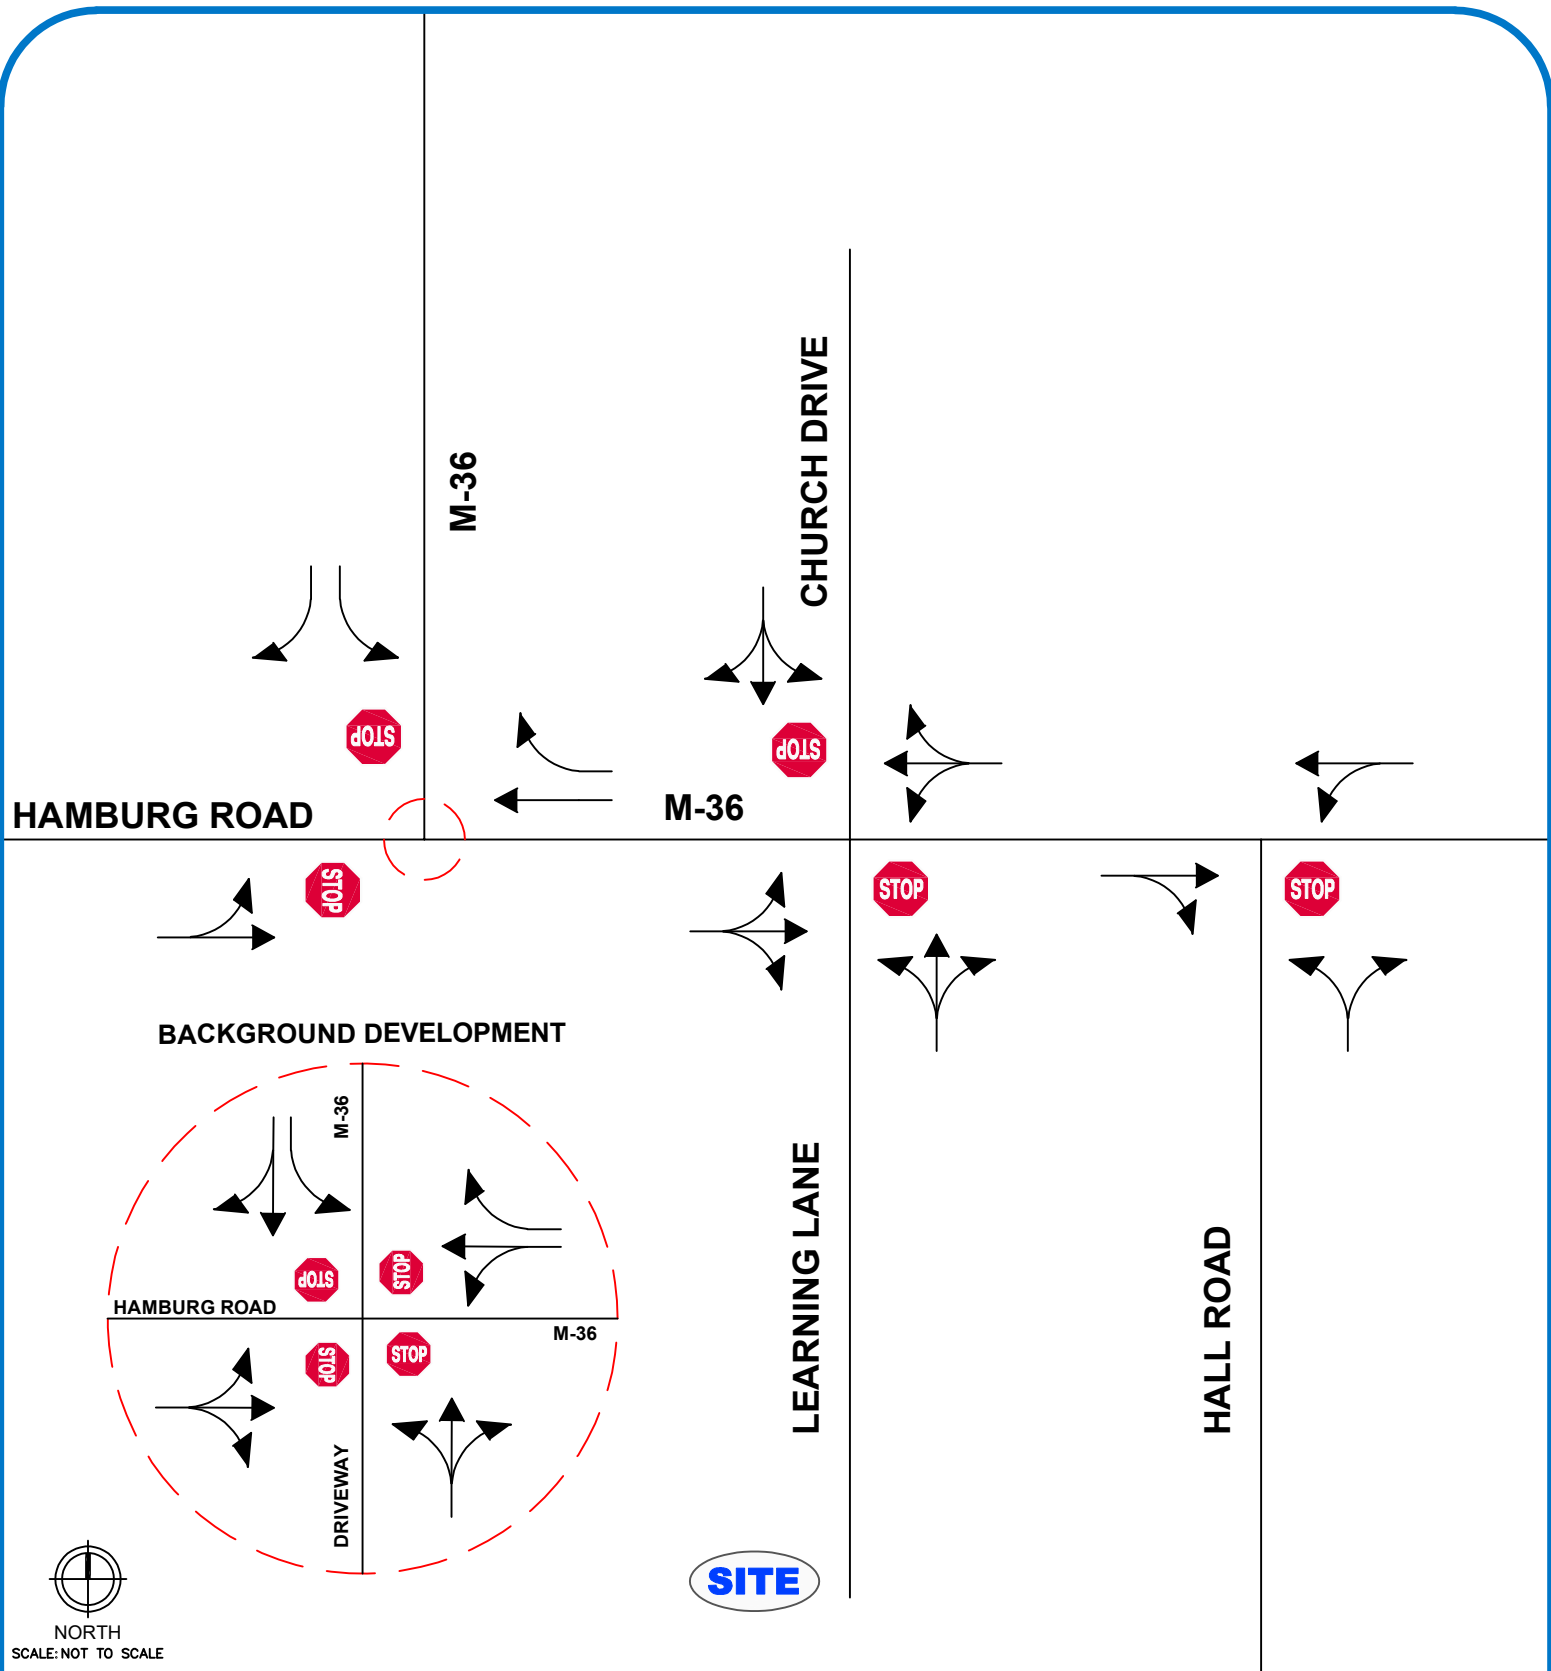 CHURCH DRIVE
M-36
STOP
STOP
HAMBURG ROAD
M-36
STOP
STOP
STOP
BACKGROUND DEVELOPMENT
M-36
STOP
STOP
HAMBURG ROAD
M-36
STOP
STOP
DRIVEWAY
LEARNING LANE
HALL ROAD
SITE
NORTH
SCALE: NOT TO SCALE